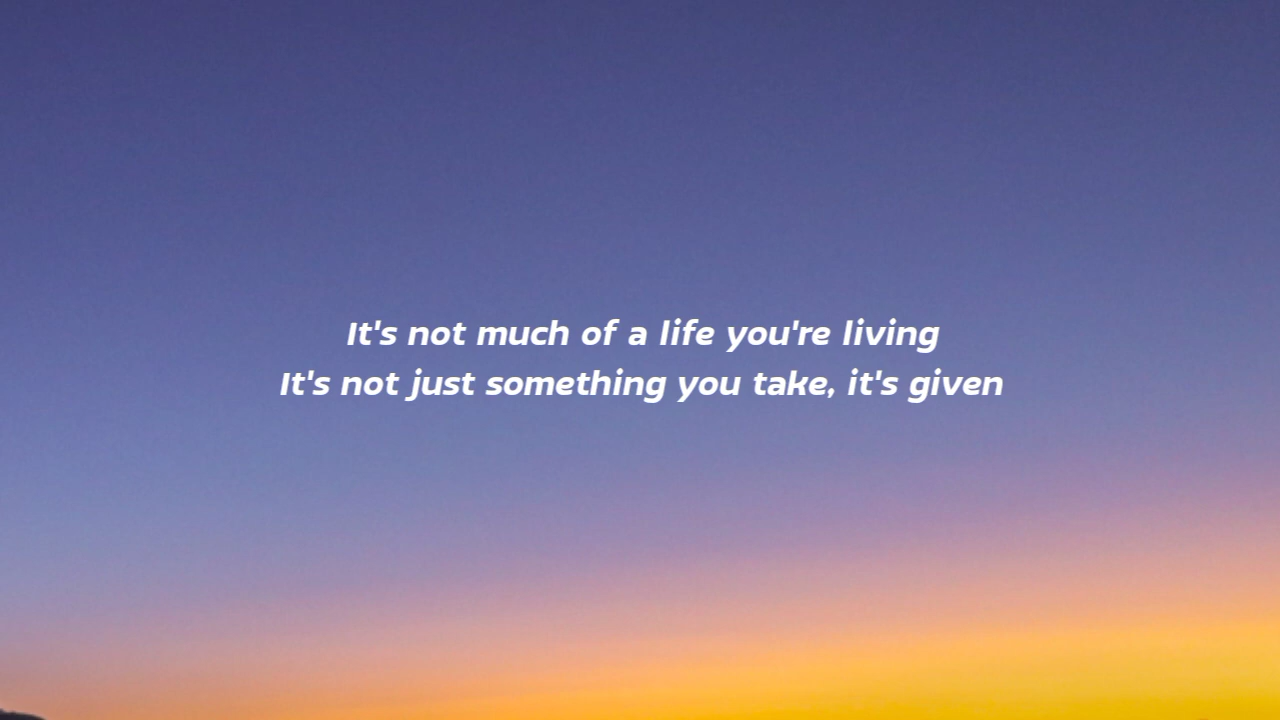 It's not much of a life you're living
It's not just something you take, it's given